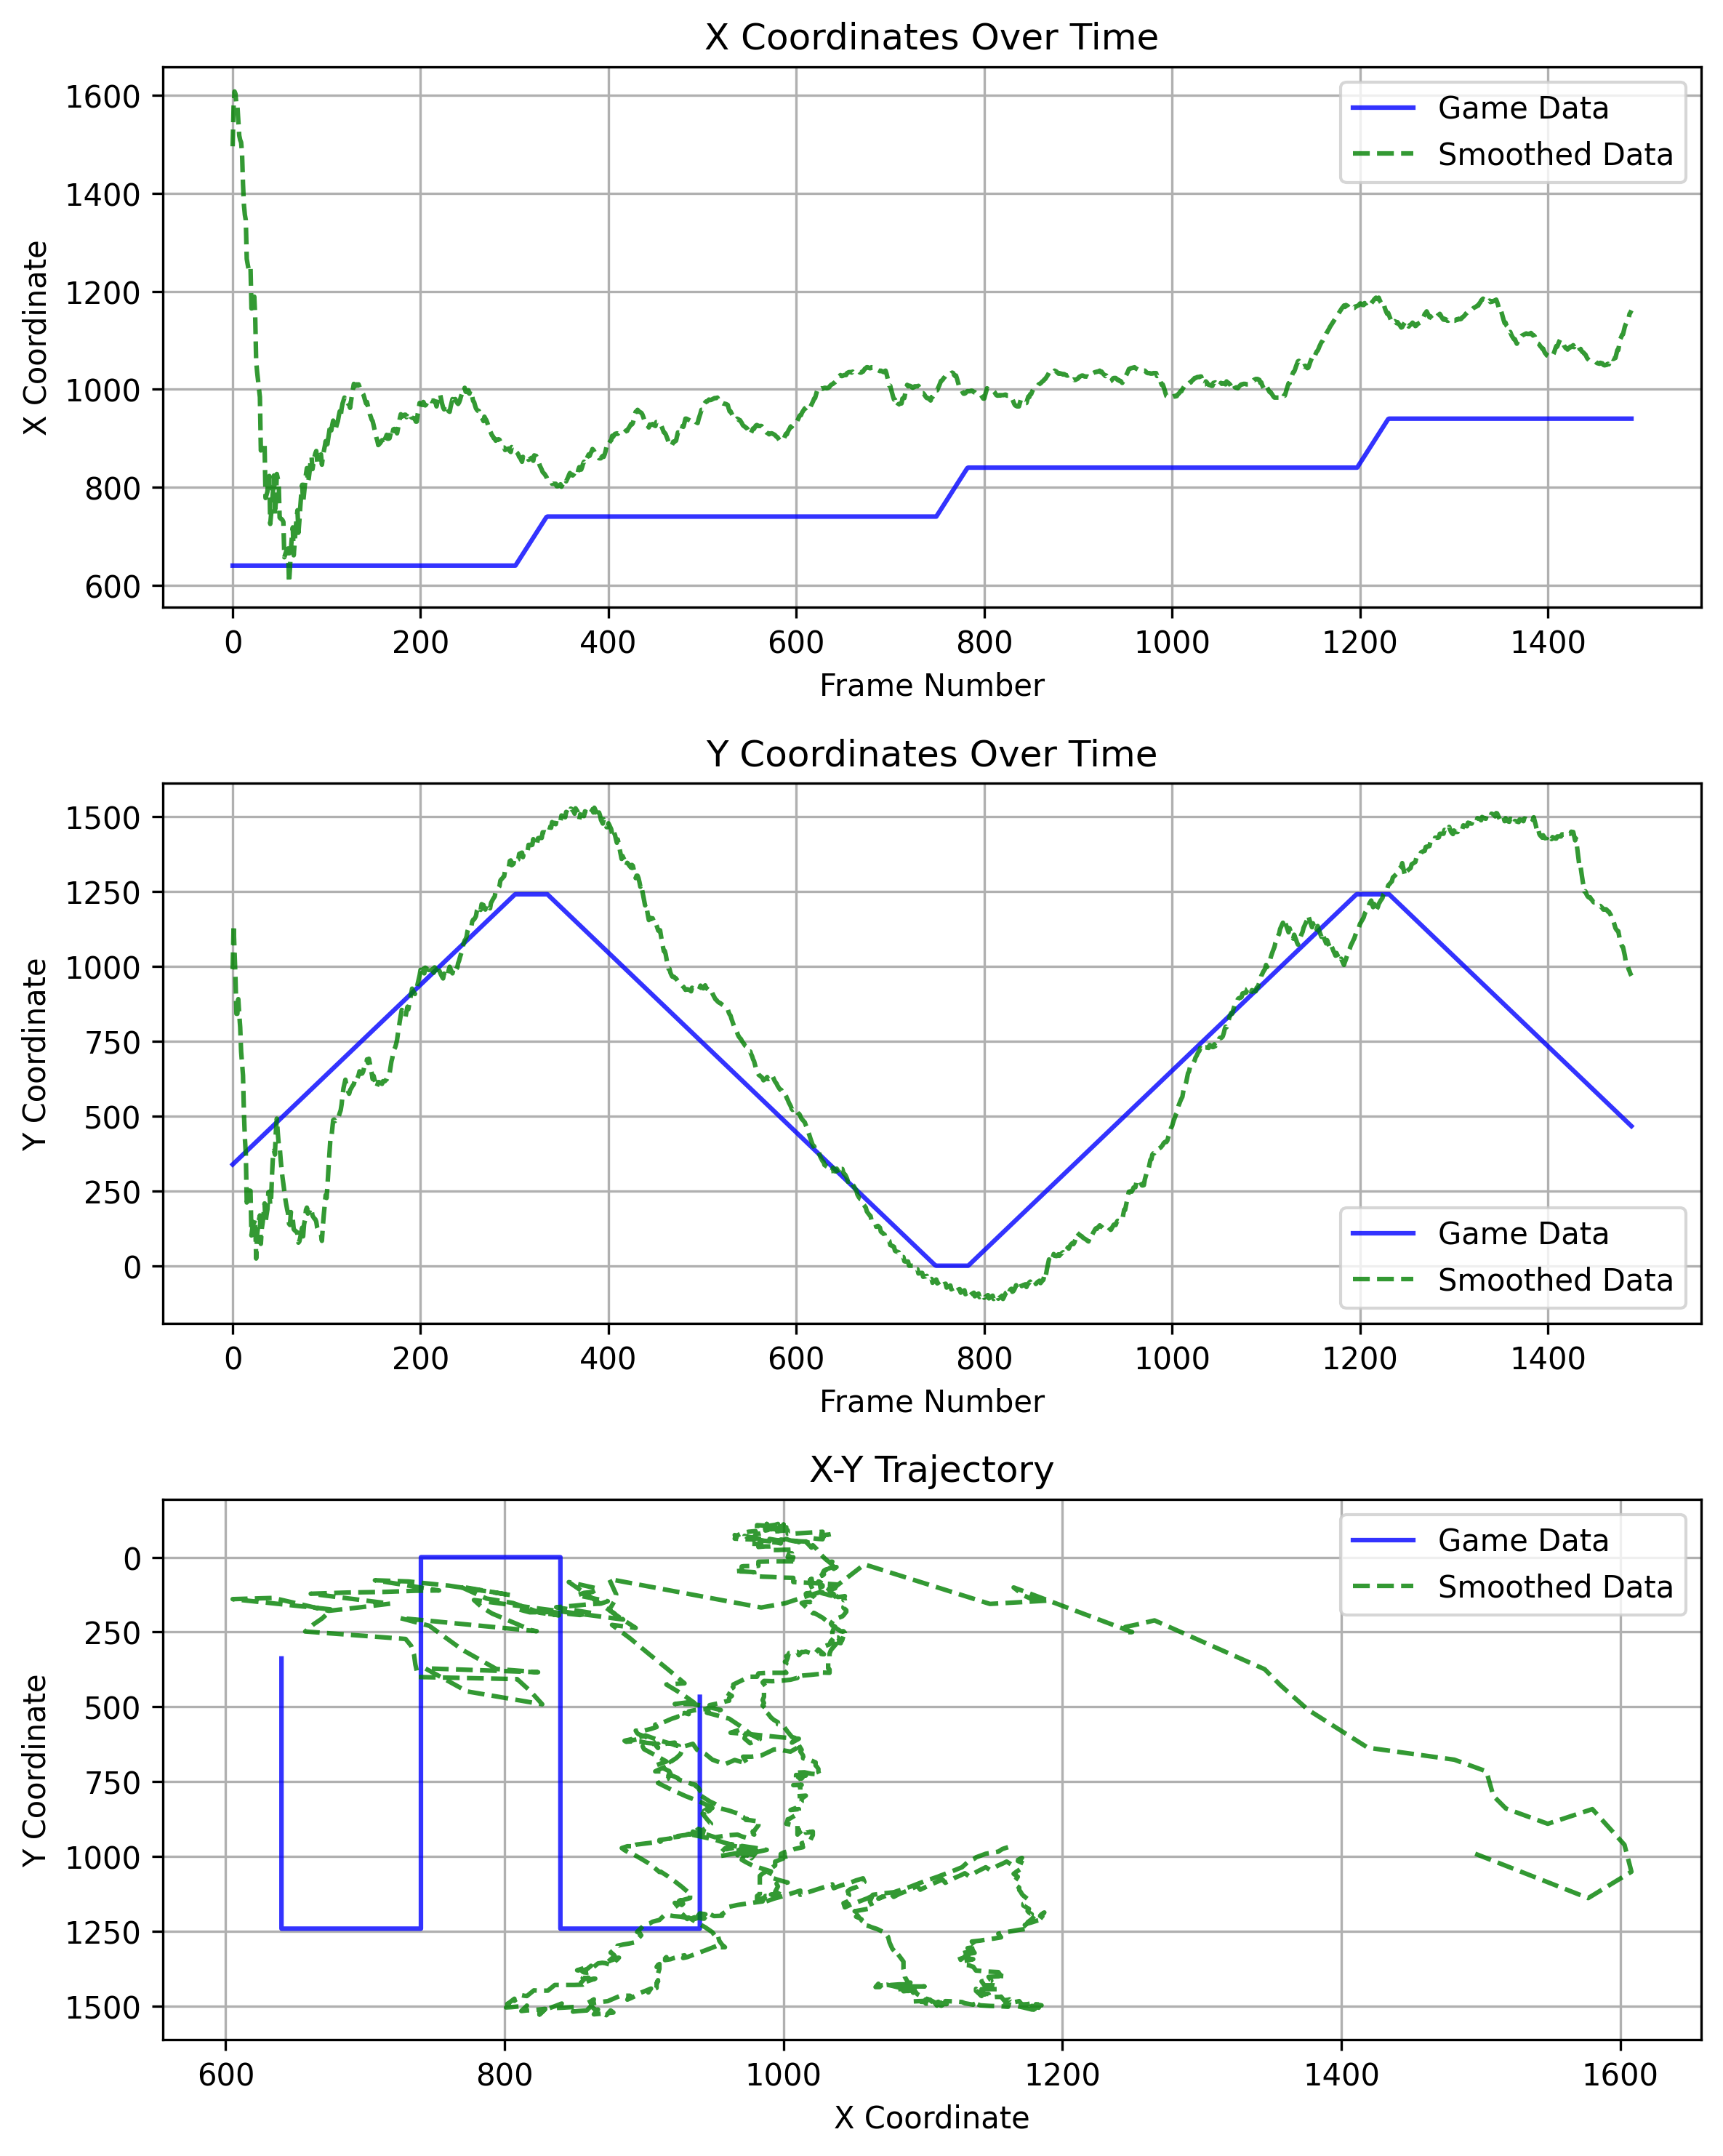 X Coordinates Over Time
1600
1400
1200
1000
800
600
X Coordinate
Game Data
Smoothed Data
0 200 400 600 800 1000 1200 1400
Frame Number
Y Coordinates Over Time
1500
1250
1000
750
500
250
0
Y Coordinate
Game Data
Smoothed Data
0 200 400 600 800 1000 1200 1400
Frame Number
X-Y Trajectory
0
250
500
750
1000
1250
1500
Y Coordinate
Game Data
Smoothed Data
600 800 1000 1200 1400 1600
X Coordinate